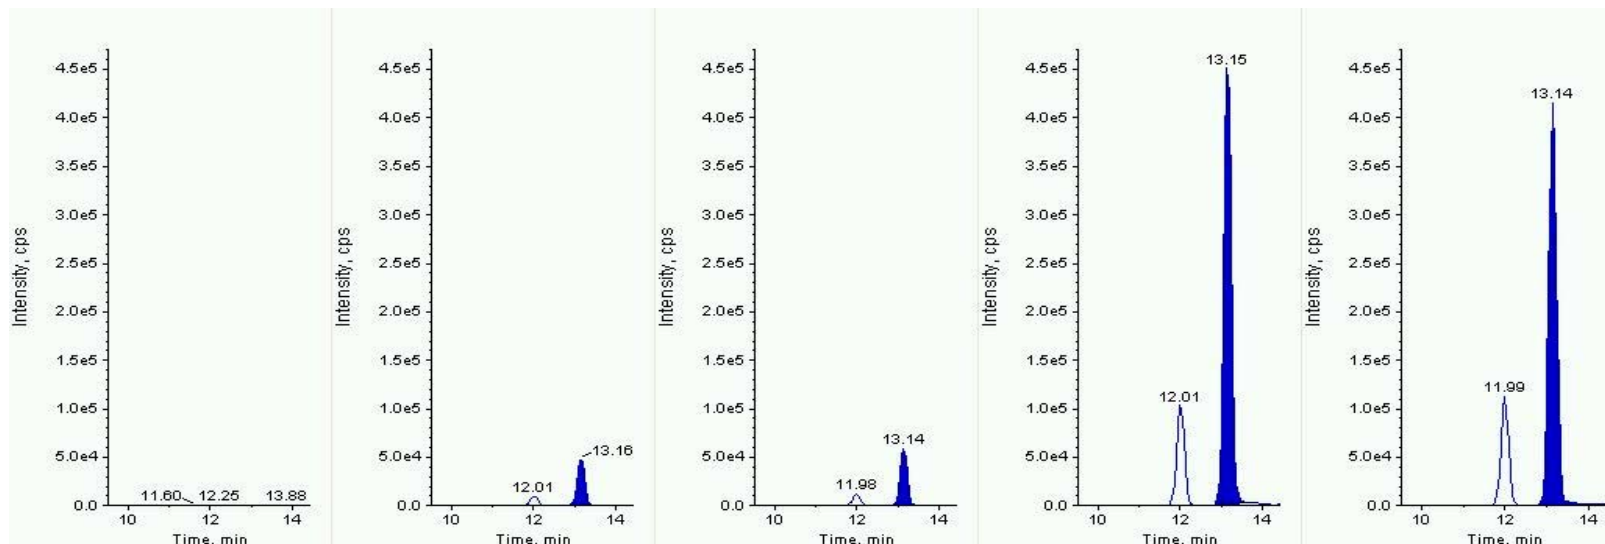 Intensity, cps
4.5e5
4.0e5
3.5e5
3.0e5
2.5e5
2.0e5
1.5e5
1.0e5
5.0e4
0.0
11.60 12.25 13.88
10 12 14
Time, min
Intensity, cps
4.5e5
4.0e5
3.5e5
3.0e5
2.5e5
2.0e5
1.5e5
1.0e5
5.0e4
0.0
13.16
12.01
10 12 14
Time, min
Intensity, cps
4.5e5
4.0e5
3.5e5
3.0e5
2.5e5
2.0e5
1.5e5
1.0e5
5.0e4
0.0
13.14
11.98
10 12 14
Time, min
Intensity, cps
4.5e5
4.0e5
3.5e5
3.0e5
2.5e5
2.0e5
1.5e5
1.0e5
5.0e4
0.0
13.15
12.01
10 12 14
Time, min
Intensity, cps
4.5e5
4.0e5
3.5e5
3.0e5
2.5e5
2.0e5
1.5e5
1.0e5
5.0e4
0.0
13.14
11.99
10 12 14
Time, min